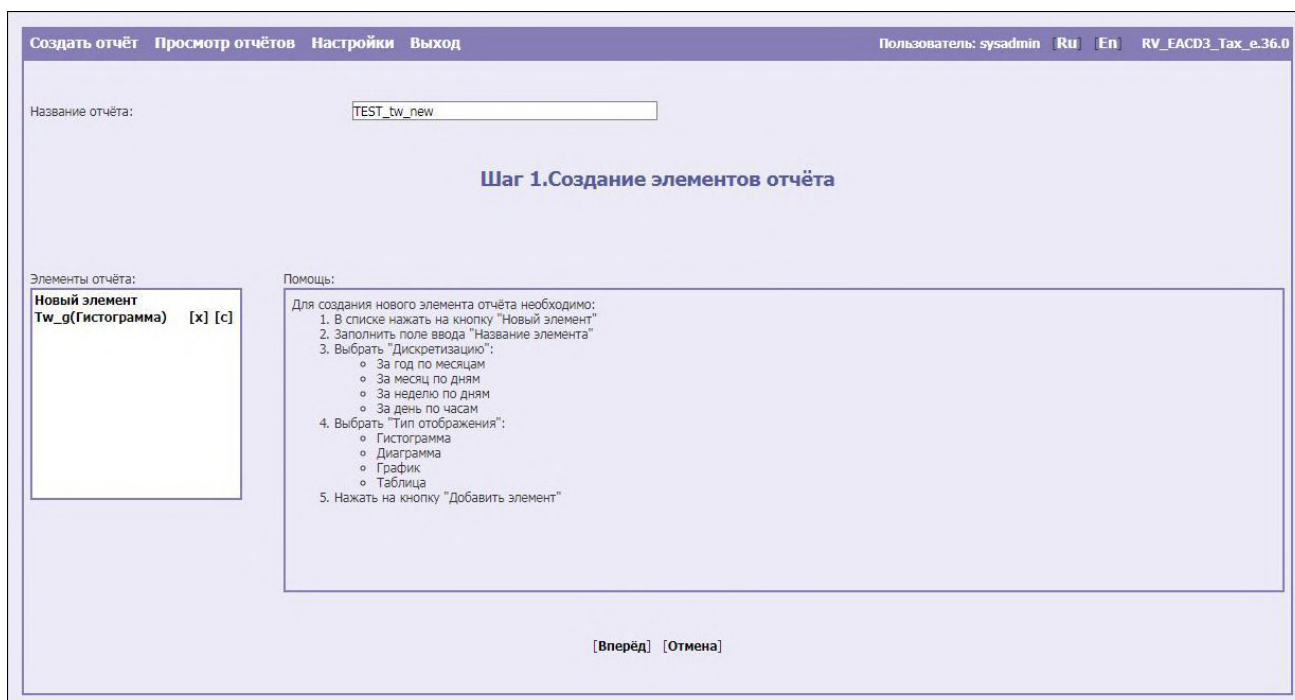 Создать отчёт Просмотр отчётов Настройки Выход Пользователь: sysadmin [Ru] [En] RV_EACD3_Tax_e.36.0
Название отчёта: TEST_tw_new
Шаг 1.Создание элементов отчёта
Элементы отчёта:
Новый элемент
Tw_g(Гистограмма) [x] [c]
Помощь:
Для создания нового элемента отчёта необходимо:
1. В списке нажать на кнопку "Новый элемент"
2. Заполнить поле ввода "Название элемента"
3. Выбрать "Дискретизацию":
◦ За год по месяцам
◦ За месяц по дням
◦ За неделю по дням
◦ За день по часам
4. Выбрать "Тип отображения":
◦ Гистограмма
◦ Диаграмма
◦ График
◦ Таблица
5. Нажать на кнопку "Добавить элемент"
[Вперёд] [Отмена]